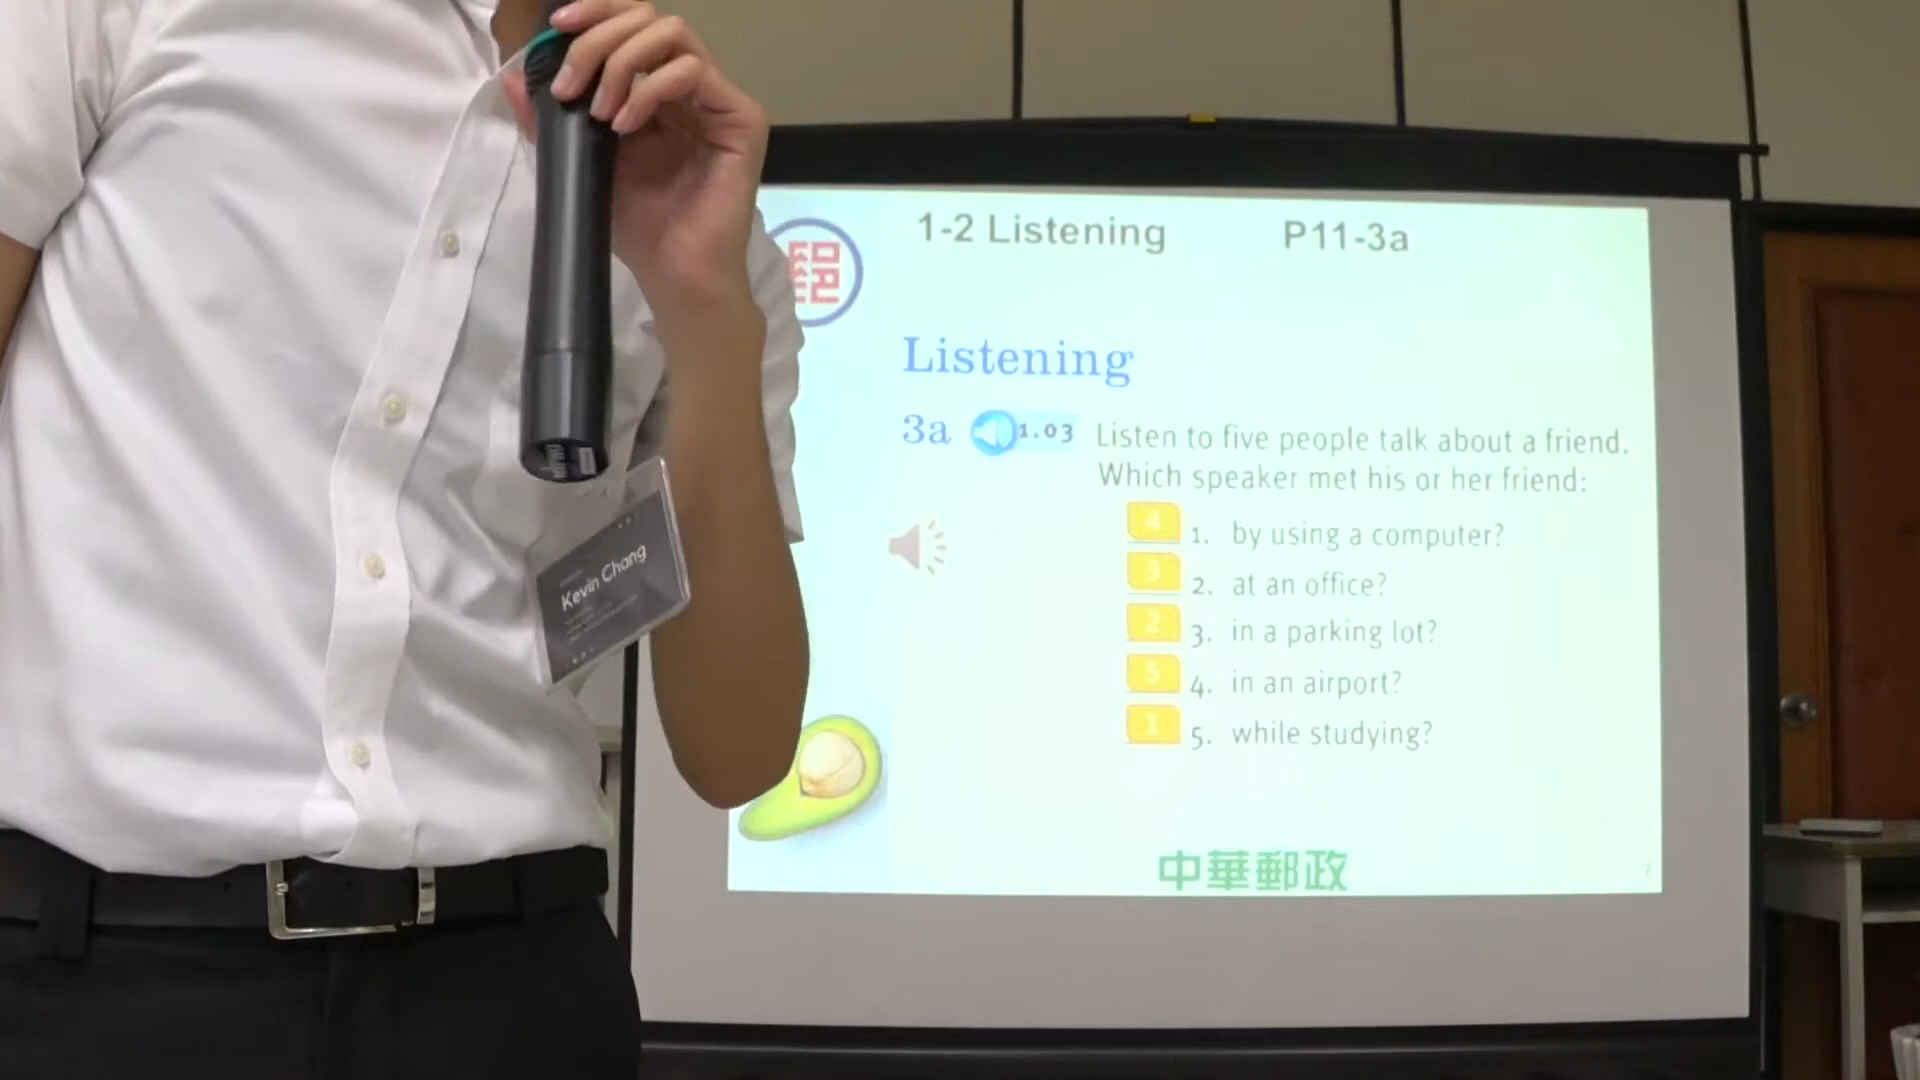 Kevin Chang
1-2 Listening P11-3a
Listening
3a 1.03 Listen to five people talk about a friend.
Which speaker met his or her friend:
4 1. by using a computer?
3 2. at an office?
2 3. in a parking lot?
5 4. in an airport?
1 5. while studying?
中華郵政
7